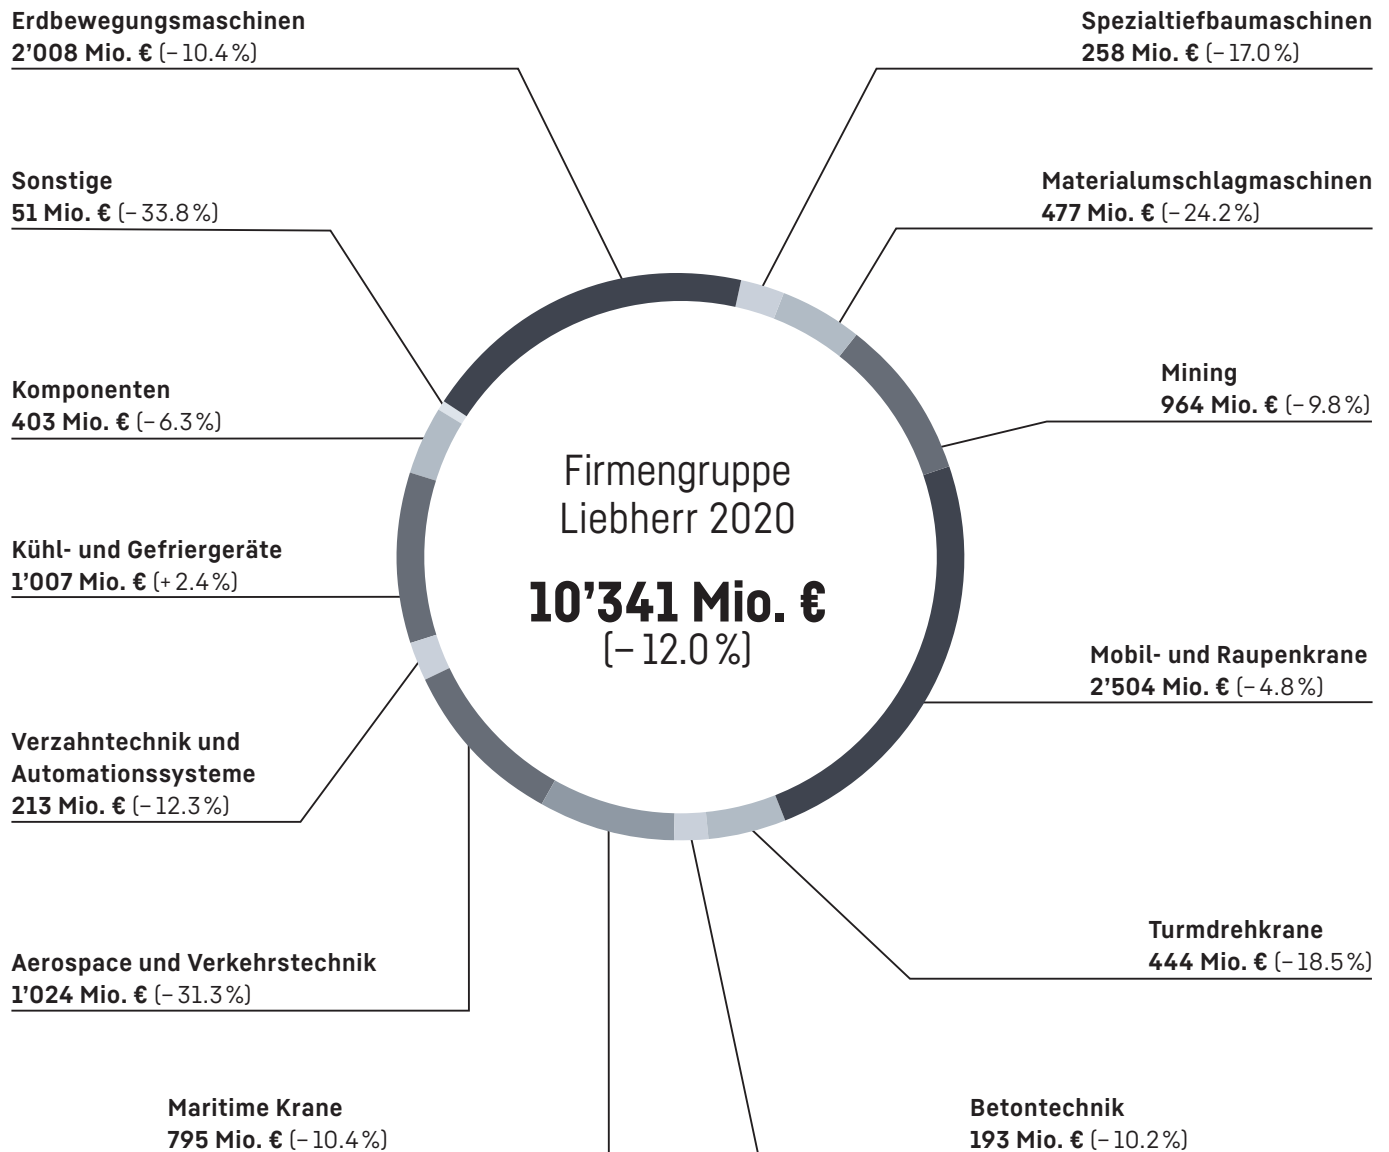 Erdbewegungsmaschinen
2’008 Mio. € (– 10.4 %)
Spezialtiefbaumaschinen
258 Mio. € (– 17.0 %)
Sonstige
51 Mio. € (– 33.8 %)
Materialumschlagmaschinen
477 Mio. € (– 24.2 %)
Komponenten
403 Mio. € (– 6.3 %)
Mining
964 Mio. € (– 9.8 %)
Firmengruppe
Liebherr 2020
10’341 Mio. €
(– 12.0 %)
Kühl- und Gefriergeräte
1’007 Mio. € (+ 2.4 %)
Mobil- und Raupenkrane
2’504 Mio. € (– 4.8 %)
Verzahntechnik und
Automationssysteme
213 Mio. € (– 12.3 %)
Turmdrehkrane
444 Mio. € (– 18.5 %)
Aerospace und Verkehrstechnik
1’024 Mio. € (– 31.3 %)
Maritime Krane
795 Mio. € (– 10.4 %)
Betontechnik
193 Mio. € (– 10.2 %)